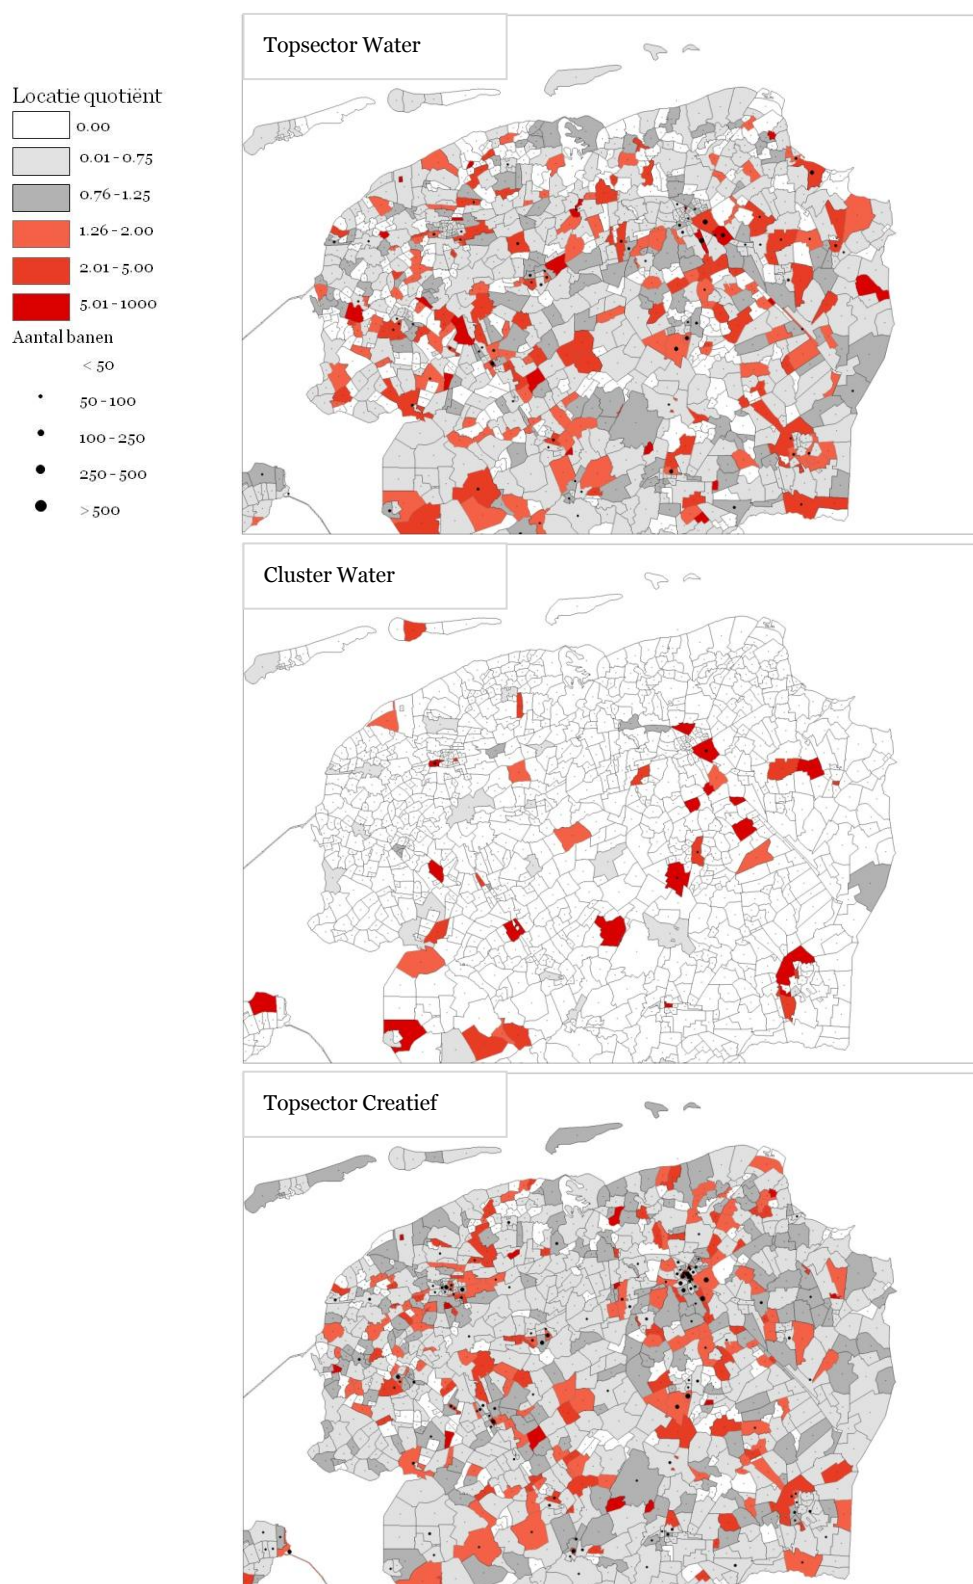 Topsector Water
Locatie quotiënt
0.00
0.01 - 0.75
0.76 - 1.25
1.26 - 2.00
2.01 - 5.00
5.01 - 1000
Aantal banen
< 50
50 - 100
100 - 250
250 - 500
> 500
Cluster Water
Topsector Creatief